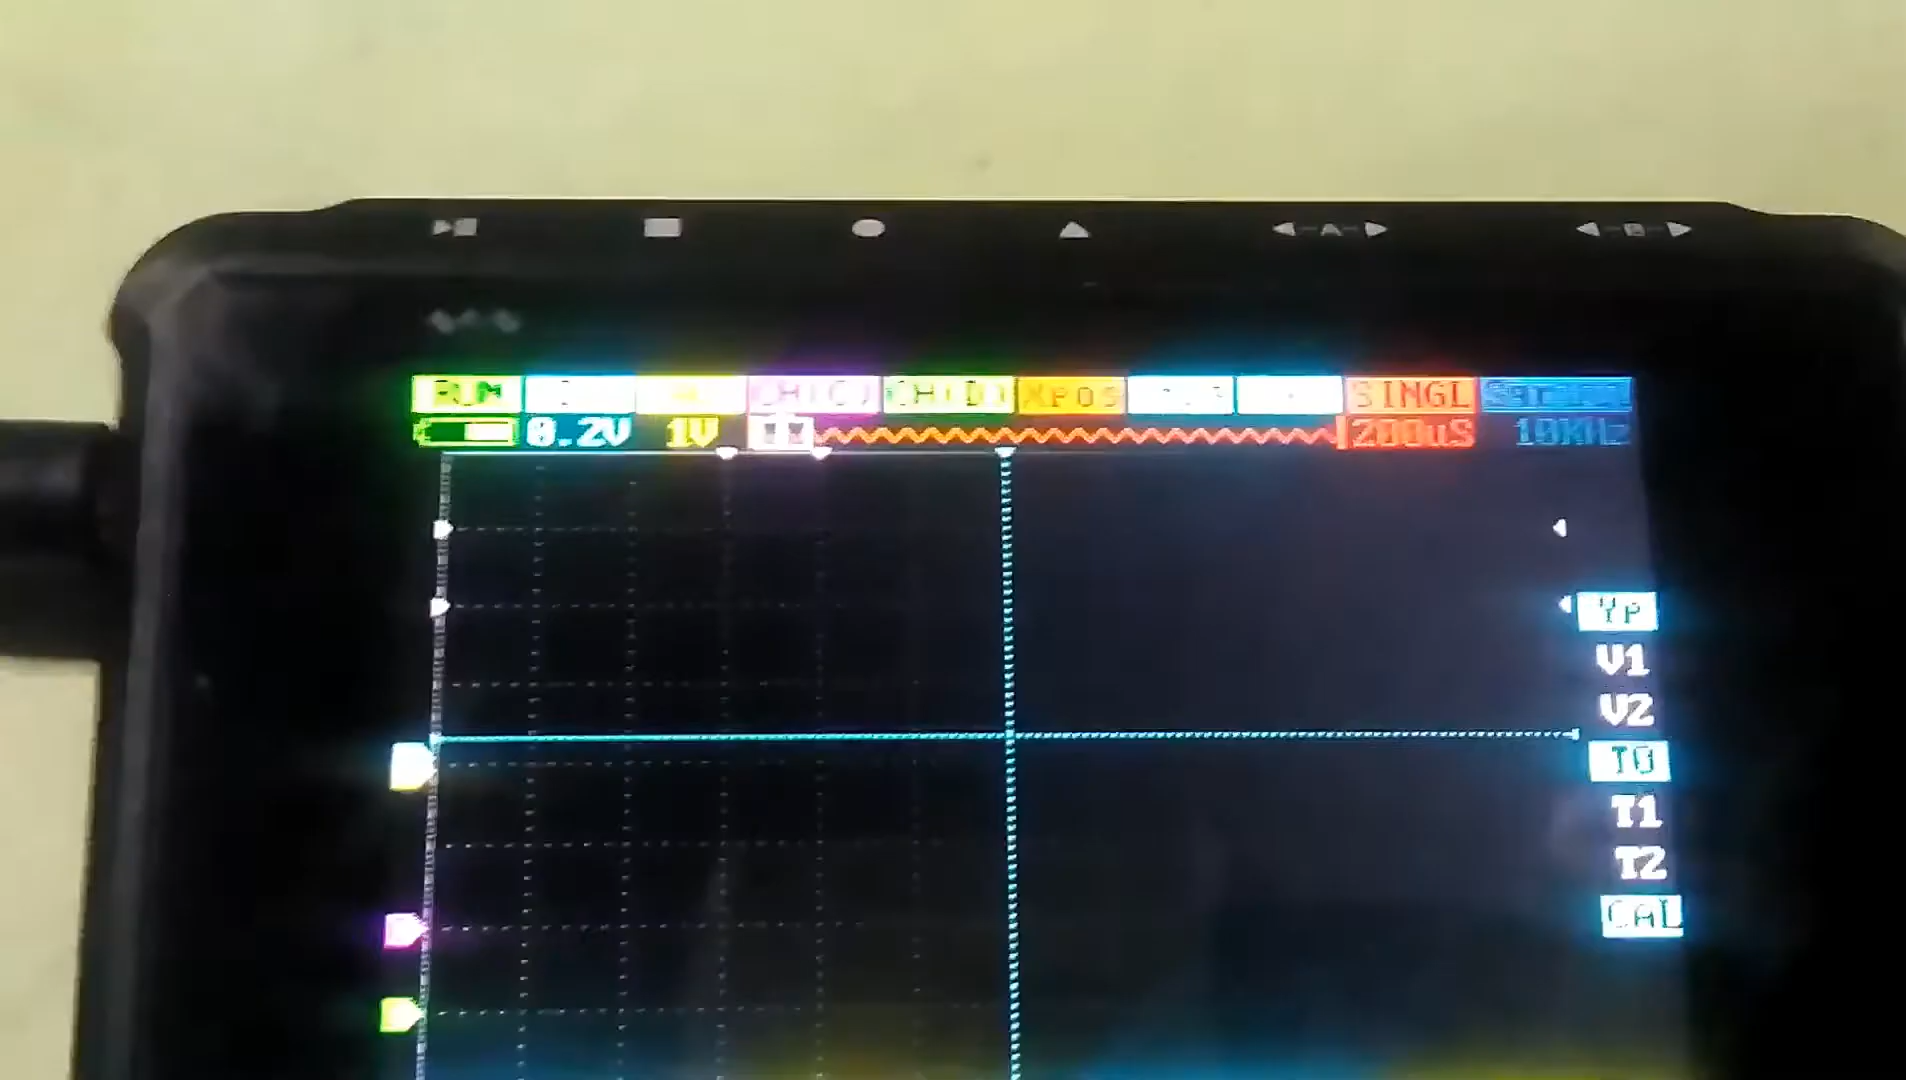 A B
RUN CH(C) CH(D) Xpos SINGL
0.2V 1V 200uS 10KHz
Yp
V1
V2
T0
T1
T2
CAL